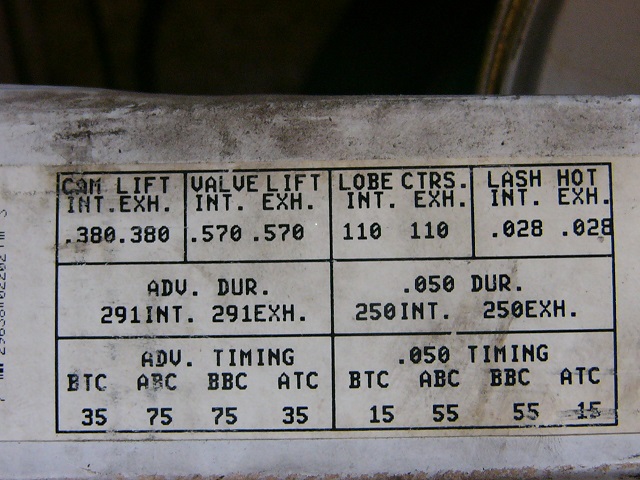 CAM LIFT VALVE LIFT LOBE CTRS. LASH HOT
INT. EXH. INT. EXH. INT. EXH. INT. EXH.
.380 .380 .570 .570 110 110 .028 .028
ADV. DUR. .050 DUR.
291INT. 291EXH. 250INT. 250EXH.
ADV. TIMING .050 TIMING
BTC ABC BBC ATC BTC ABC BBC ATC
35 75 75 35 15 55 55 15